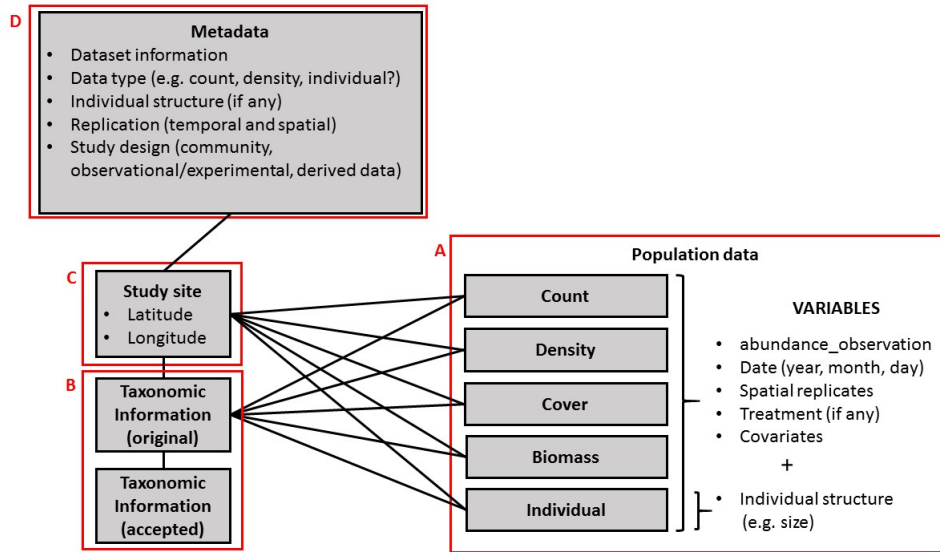 D
Metadata
• Dataset information
• Data type (e.g. count, density, individual?)
• Individual structure (if any)
• Replication (temporal and spatial)
• Study design (community,
observational/experimental, derived data)
C
Study site
• Latitude
• Longitude
B
Taxonomic
Information
(original)
Taxonomic
Information
(accepted)
A
Population data
Count
Density
Cover
Biomass
Individual
VARIABLES
• abundance_observation
• Date (year, month, day)
• Spatial replicates
• Treatment (if any)
• Covariates
+
• Individual structure
(e.g. size)